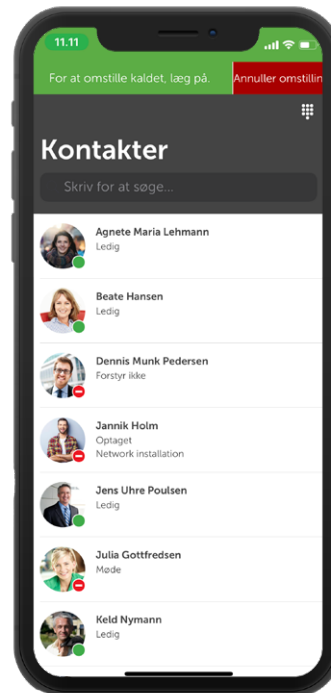 11.11
For at omstille kaldet, læg på.
Annuller omstillin
Kontakter
Skriv for at søge...
Agnete Maria Lehmann
Ledig
Beate Hansen
Ledig
Dennis Munk Pedersen
Forstyr ikke
Jannik Holm
Optaget
Network installation
Jens Uhre Poulsen
Ledig
Julia Gottfredsen
Møde
Keld Nymann
Ledig